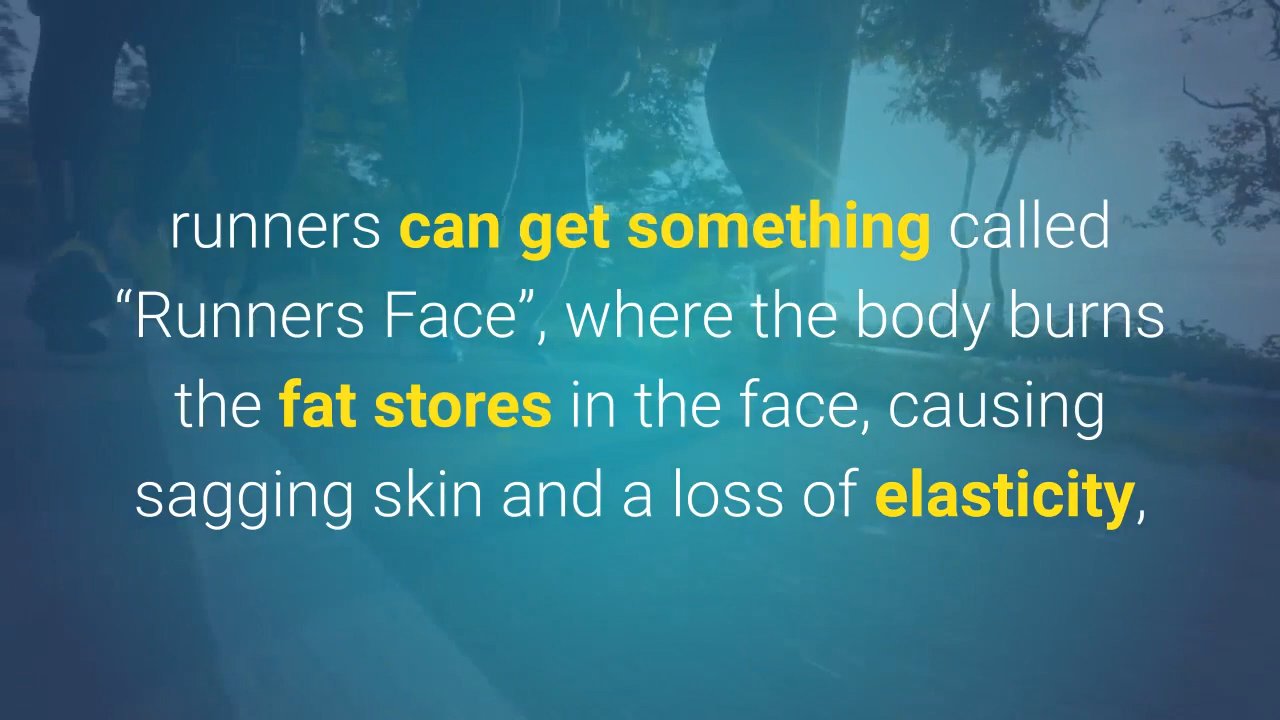 runners can get something called
“Runners Face”, where the body burns
the fat stores in the face, causing
sagging skin and a loss of elasticity,